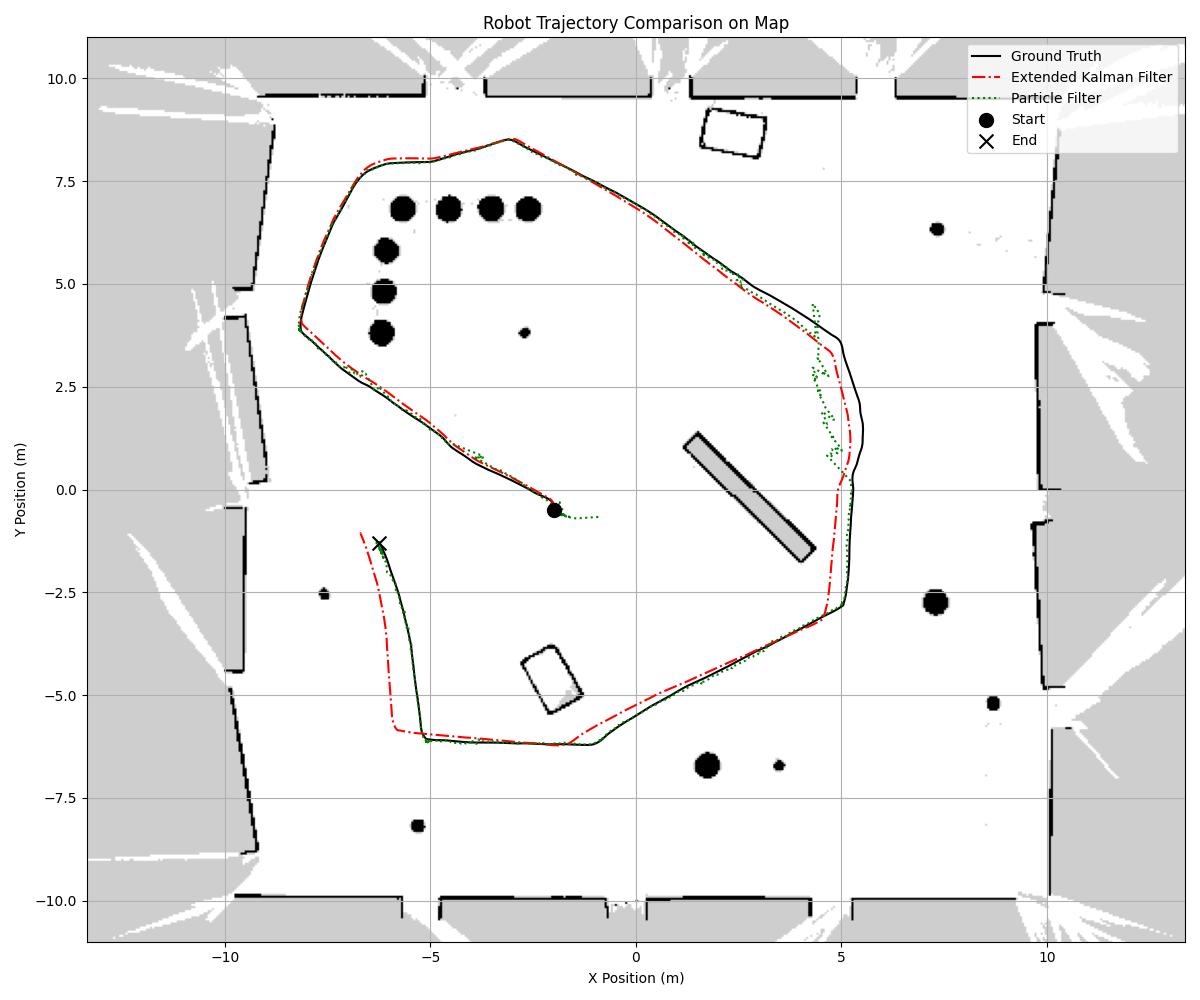 Robot Trajectory Comparison on Map
Ground Truth
Extended Kalman Filter
Particle Filter
Start
End
Y Position (m)
10.0
7.5
5.0
2.5
0.0
−2.5
−5.0
−7.5
−10.0
−10
−5
0
5
10
X Position (m)